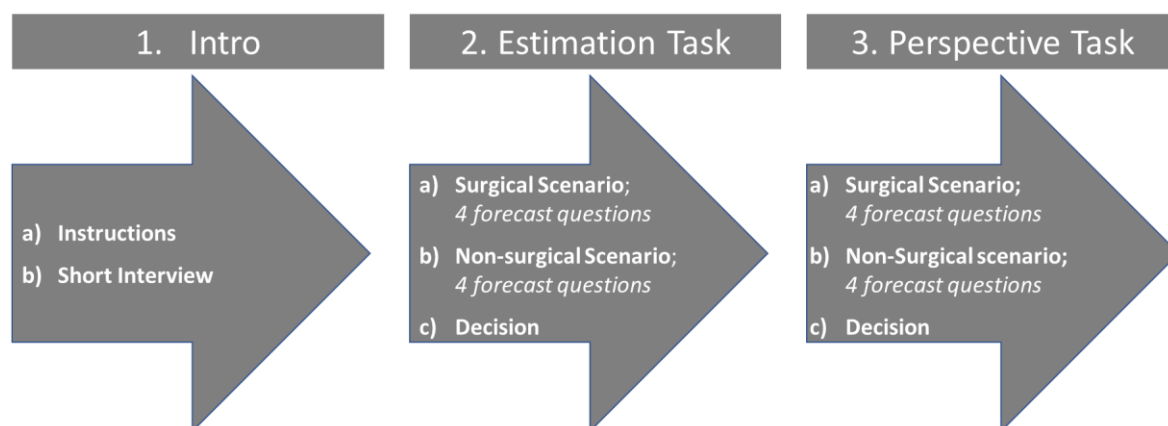 1. Intro
a) Instructions
b) Short Interview
2. Estimation Task
a) Surgical Scenario;
4 forecast questions
b) Non-surgical Scenario;
4 forecast questions
c) Decision
3. Perspective Task
a) Surgical Scenario;
4 forecast questions
b) Non-Surgical scenario;
4 forecast questions
c) Decision